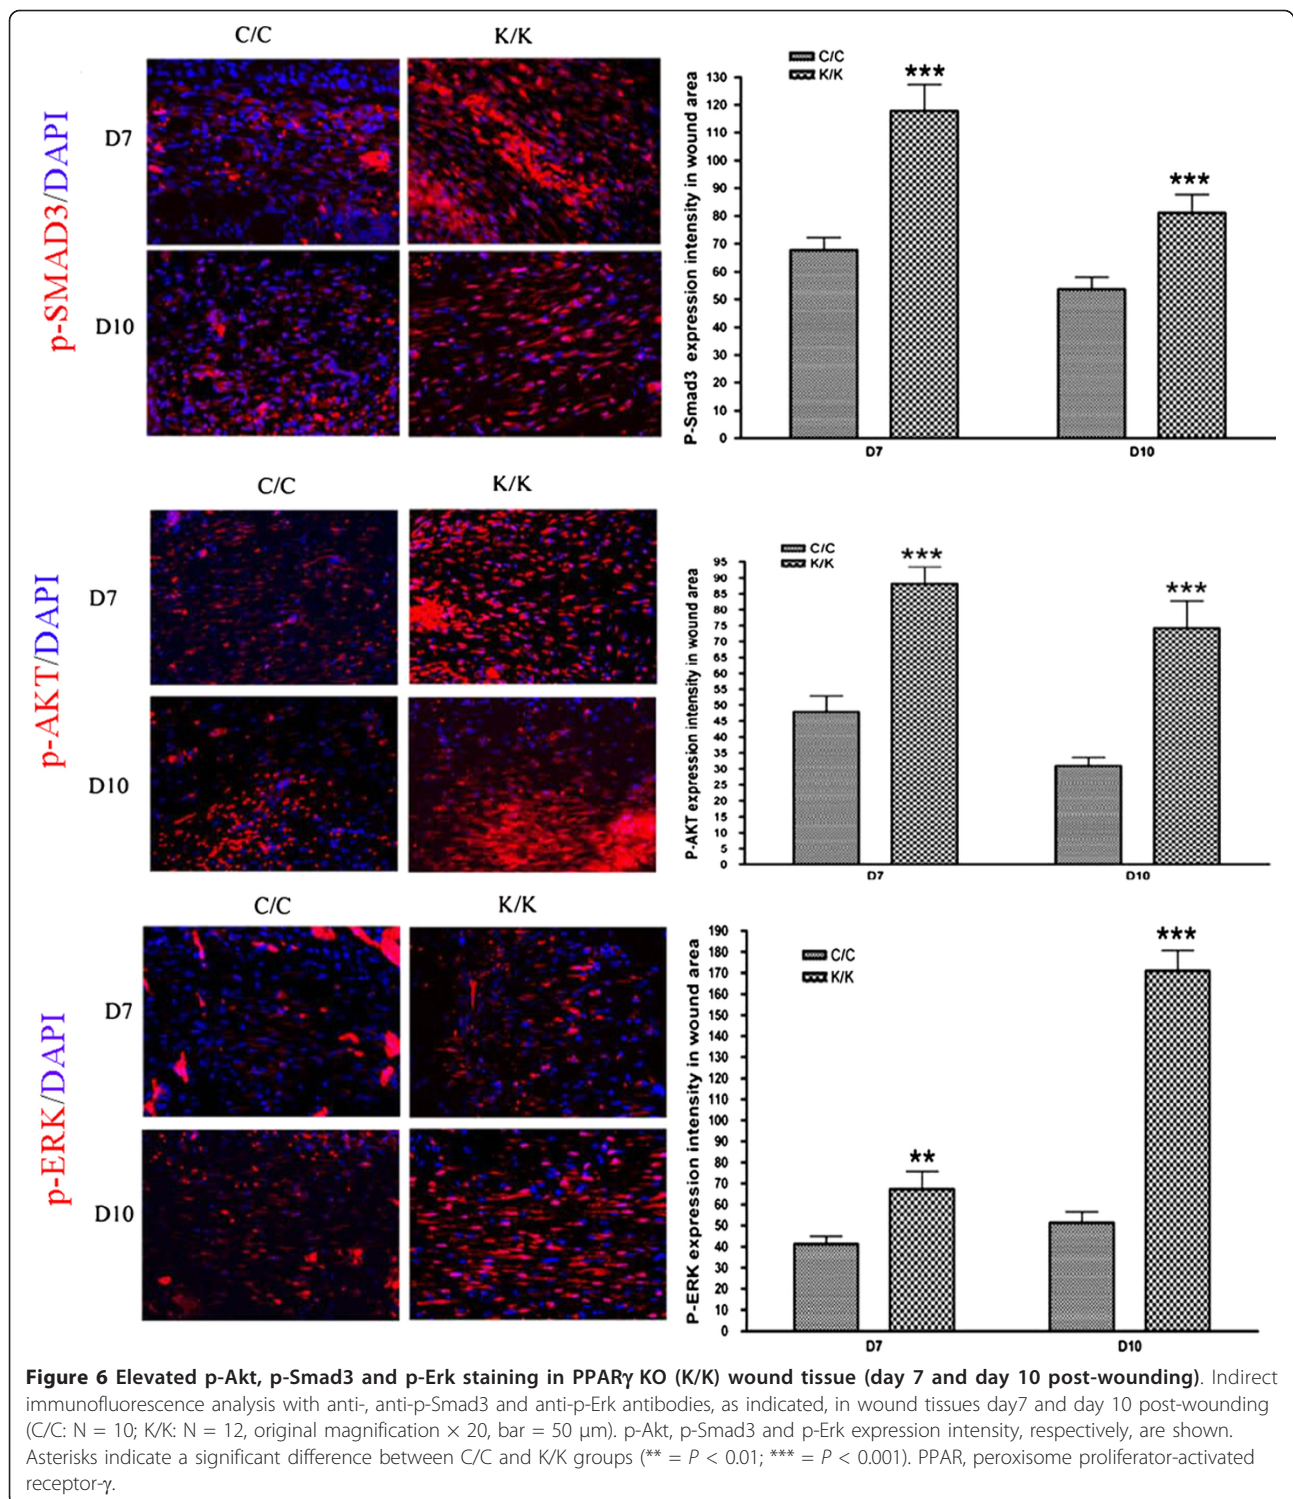 C/C K/K
p-SMAD3/DAPI
D7
D10
C/C
K/K
P-Smad3 expression intensity in wound area
130
120
110
100
90
80
70
60
50
40
30
20
10
0
***
***
D7 D10
C/C K/K
p-AKT/DAPI
D7
D10
C/C
K/K
P-AKT expression intensity in wound area
95
90
85
80
75
70
65
60
55
50
45
40
35
30
25
20
15
10
5
0
***
***
D7 D10
C/C K/K
p-ERK/DAPI
D7
D10
C/C
K/K
P-ERK expression intensity in wound area
190
180
170
160
150
140
130
120
110
100
90
80
70
60
50
40
30
20
10
0
**
***
D7 D10
Figure 6 Elevated p-Akt, p-Smad3 and p-Erk staining in PPARγ KO (K/K) wound tissue (day 7 and day 10 post-wounding). Indirect
immunofluorescence analysis with anti-, anti-p-Smad3 and anti-p-Erk antibodies, as indicated, in wound tissues day7 and day 10 post-wounding
(C/C: N = 10; K/K: N = 12, original magnification × 20, bar = 50 μm). p-Akt, p-Smad3 and p-Erk expression intensity, respectively, are shown.
Asterisks indicate a significant difference between C/C and K/K groups (** = P < 0.01; *** = P < 0.001). PPAR, peroxisome proliferator-activated
receptor-γ.